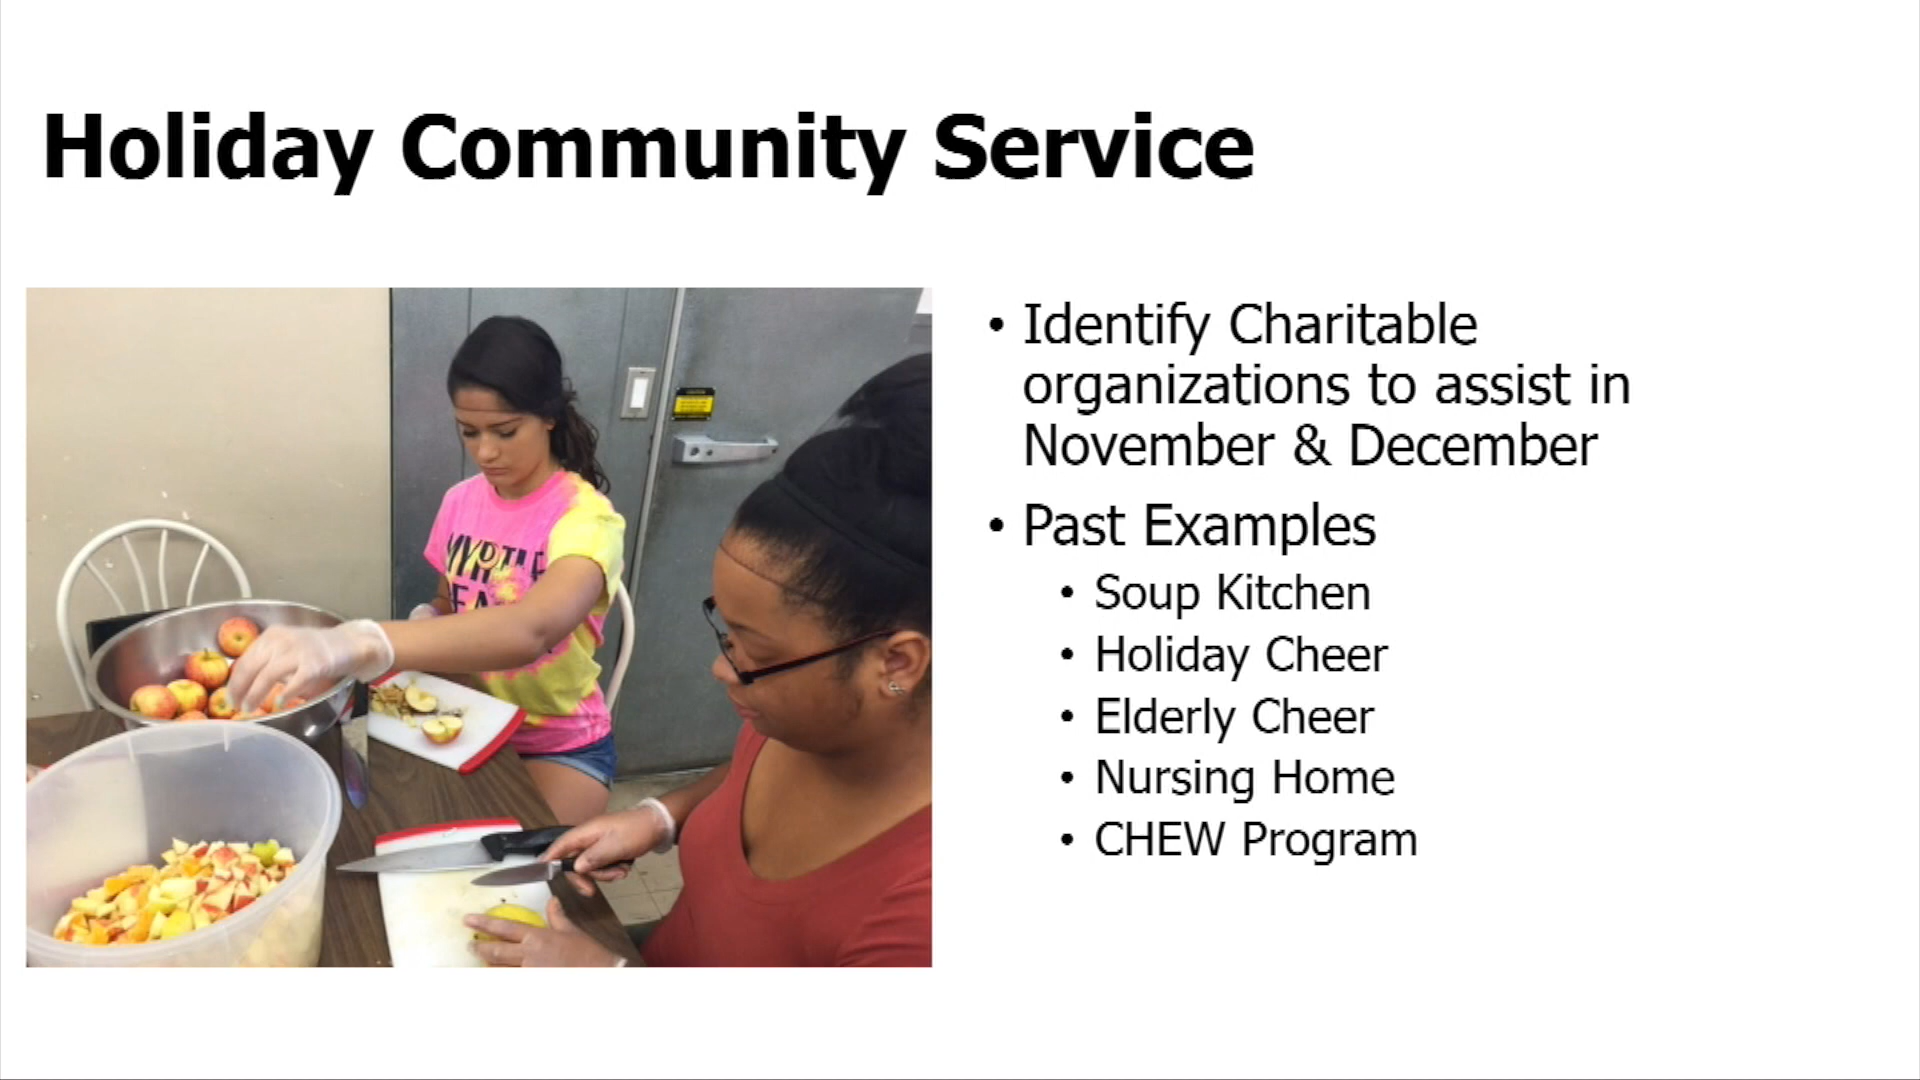 Holiday Community Service
• Identify Charitable
organizations to assist in
November & December
• Past Examples
• Soup Kitchen
• Holiday Cheer
• Elderly Cheer
• Nursing Home
• CHEW Program
MYRTLE